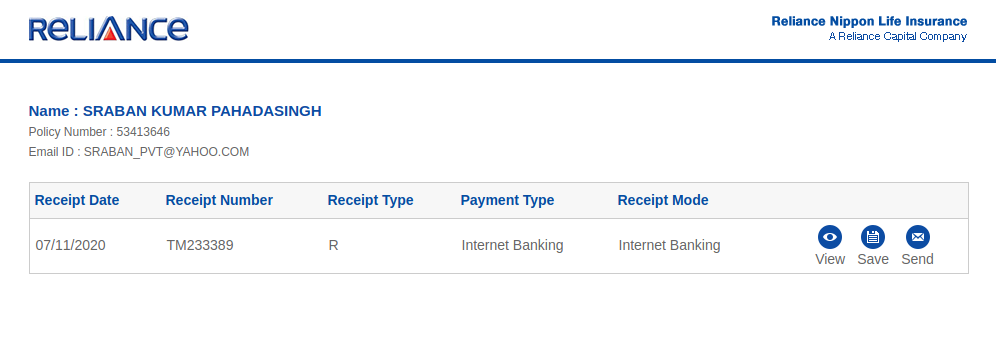 RELIANCE
Reliance Nippon Life Insurance
A Reliance Capital Company
Name : SRABAN KUMAR PAHADASINGH
Policy Number : 53413646
Email ID : SRABAN_PVT@YAHOO.COM
Receipt Date Receipt Number Receipt Type Payment Type Receipt Mode
07/11/2020 TM233389 R Internet Banking Internet Banking
View Save Send